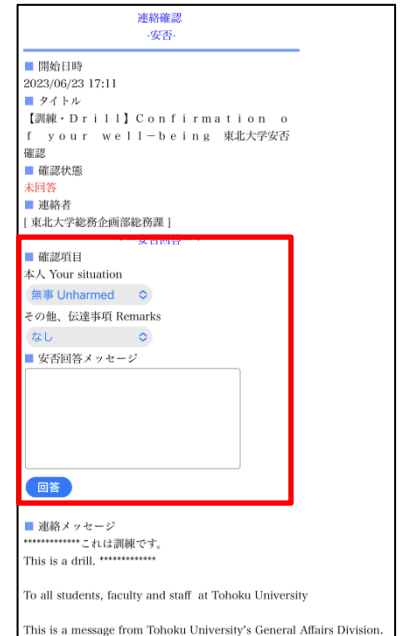 連絡確認
-安否-
■ 開始日時
2023/06/23 17:11
■ タイトル
【訓練・Drill】Confirmation o
f your well－being 東北大学安否
確認
■ 確認状態
未回答
■ 連絡者
[ 東北大学総務企画部総務課 ]
安否回答
■ 確認項目
本人 Your situation
無事 Unharmed
その他、伝達事項 Remarks
なし
■ 安否回答メッセージ
回答
■ 連絡メッセージ
*************これは訓練です。
This is a drill. *************
To all students, faculty and staff at Tohoku University
This is a message from Tohoku University's General Affairs Division.